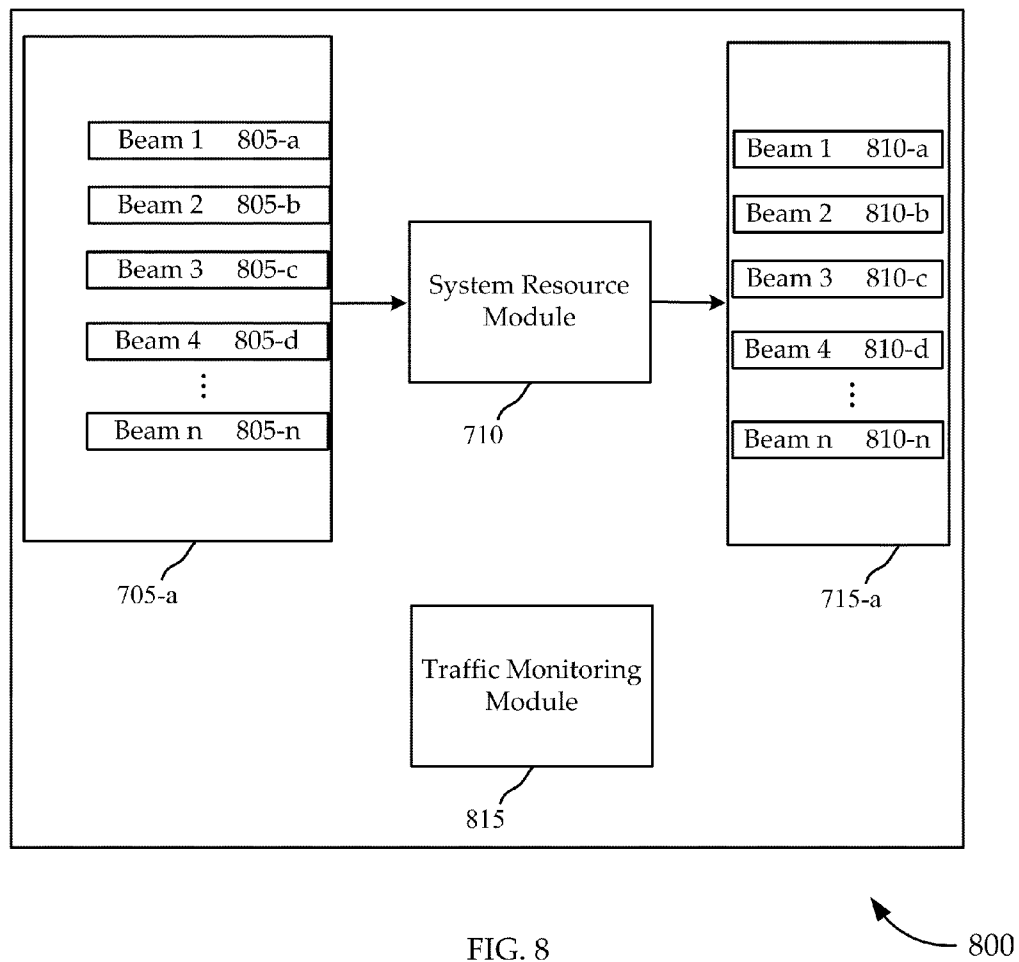 Beam 1 805-a
Beam 2 805-b
Beam 3 805-c
Beam 4 805-d
⋮
Beam n 805-n
705-a
System Resource
Module
710
Beam 1 810-a
Beam 2 810-b
Beam 3 810-c
Beam 4 810-d
⋮
Beam n 810-n
715-a
Traffic Monitoring
Module
815
800
FIG. 8